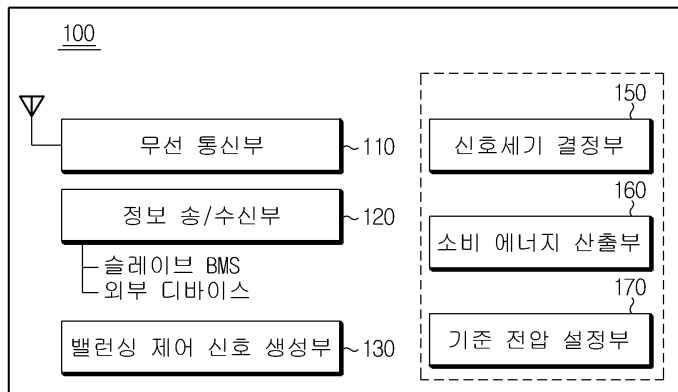 100
무선 통신부
110
정보 송/수신부
120
슬레이브 BMS
외부 디바이스
밸런싱 제어 신호 생성부
130
150
신호세기 결정부
160
소비 에너지 산출부
170
기준 전압 설정부